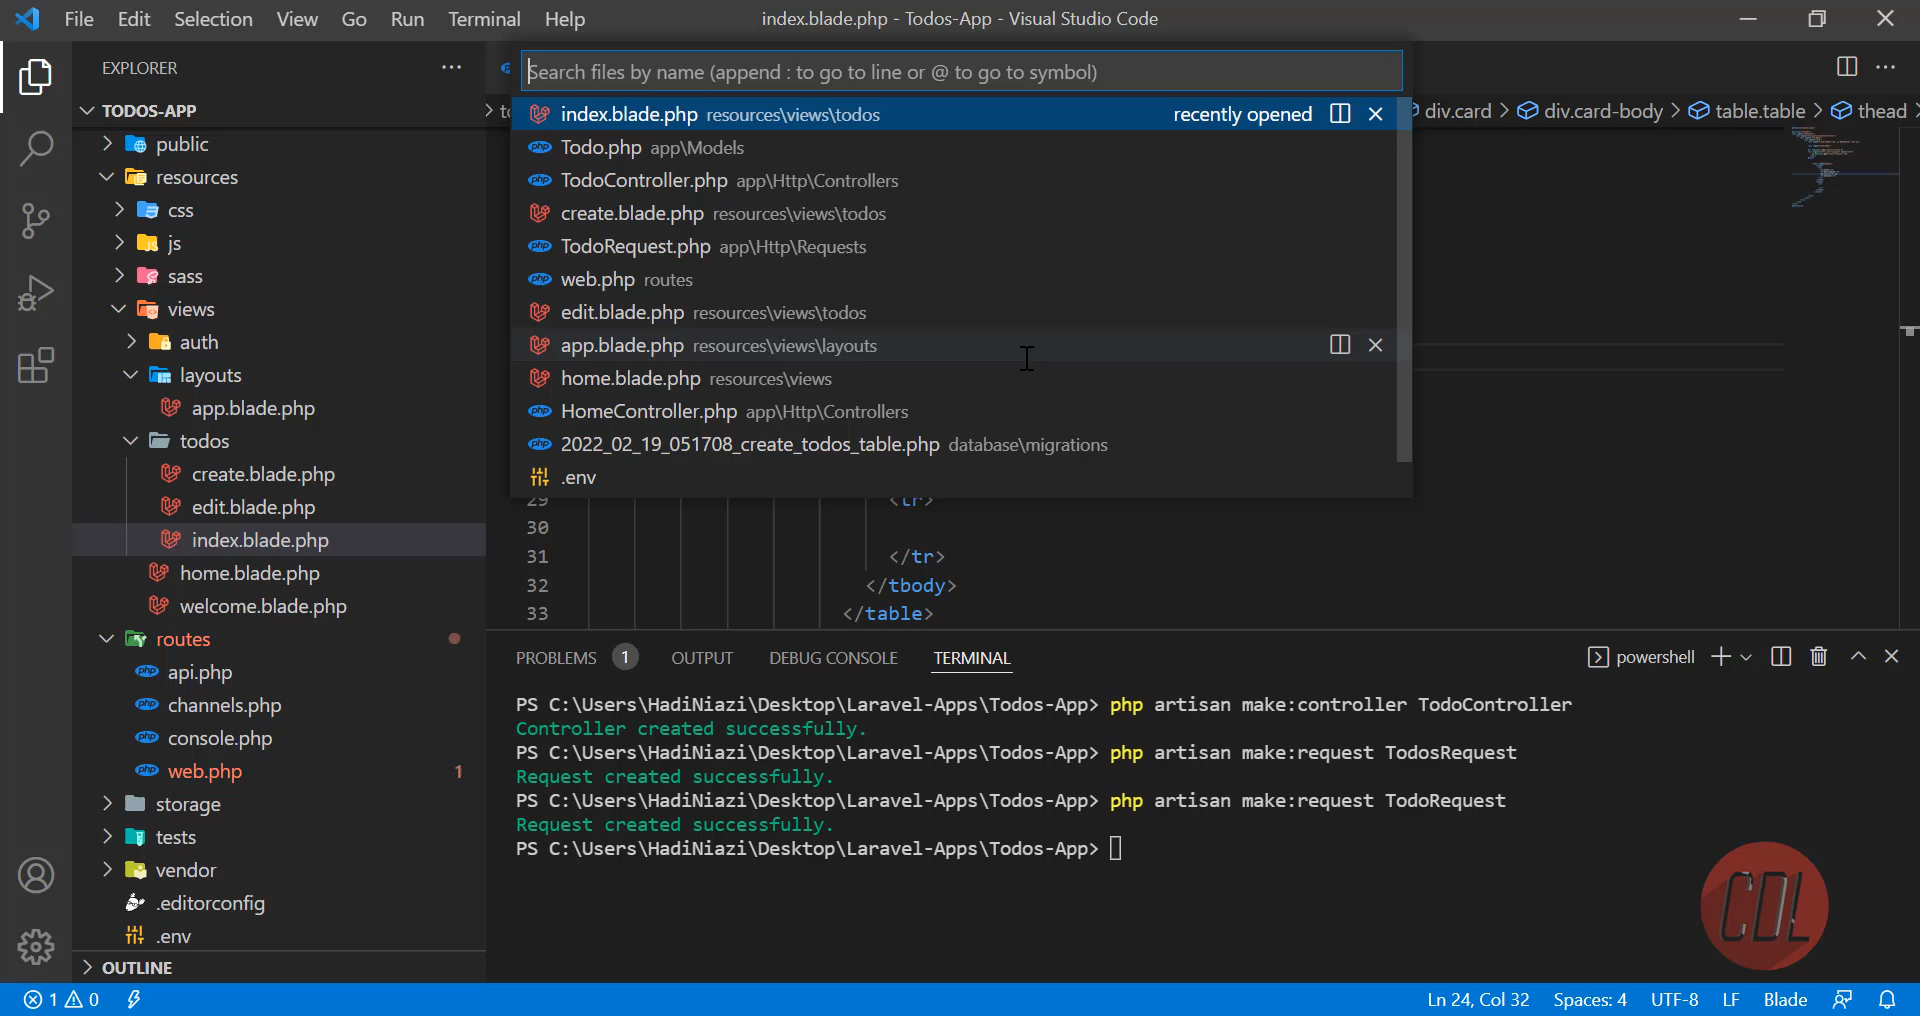 File Edit Selection View Go Run Terminal Help
index.blade.php - Todos-App - Visual Studio Code
EXPLORER
TODOS-APP
public
resources
css
js
sass
views
auth
layouts
app.blade.php
todos
create.blade.php
edit.blade.php
index.blade.php
home.blade.php
welcome.blade.php
routes
api.php
channels.php
console.php
web.php 1
storage
tests
vendor
.editorconfig
.env
OUTLINE
Search files by name (append : to go to line or @ to go to symbol)
index.blade.php resources\views\todos recently opened
Todo.php app\Models
TodoController.php app\Http\Controllers
create.blade.php resources\views\todos
TodoRequest.php app\Http\Requests
web.php routes
edit.blade.php resources\views\todos
app.blade.php resources\views\layouts
home.blade.php resources\views
HomeController.php app\Http\Controllers
2022_02_19_051708_create_todos_table.php database\migrations
.env
div.card > div.card-body > table.table > thead >
29 <tr>
30
31 </tr>
32 </tbody>
33 </table>
PROBLEMS 1 OUTPUT DEBUG CONSOLE TERMINAL
powershell
PS C:\Users\HadiNiazi\Desktop\Laravel-Apps\Todos-App> php artisan make:controller TodoController
Controller created successfully.
PS C:\Users\HadiNiazi\Desktop\Laravel-Apps\Todos-App> php artisan make:request TodosRequest
Request created successfully.
PS C:\Users\HadiNiazi\Desktop\Laravel-Apps\Todos-App> php artisan make:request TodoRequest
Request created successfully.
PS C:\Users\HadiNiazi\Desktop\Laravel-Apps\Todos-App>
CDL
1 0
Ln 24, Col 32 Spaces: 4 UTF-8 LF Blade